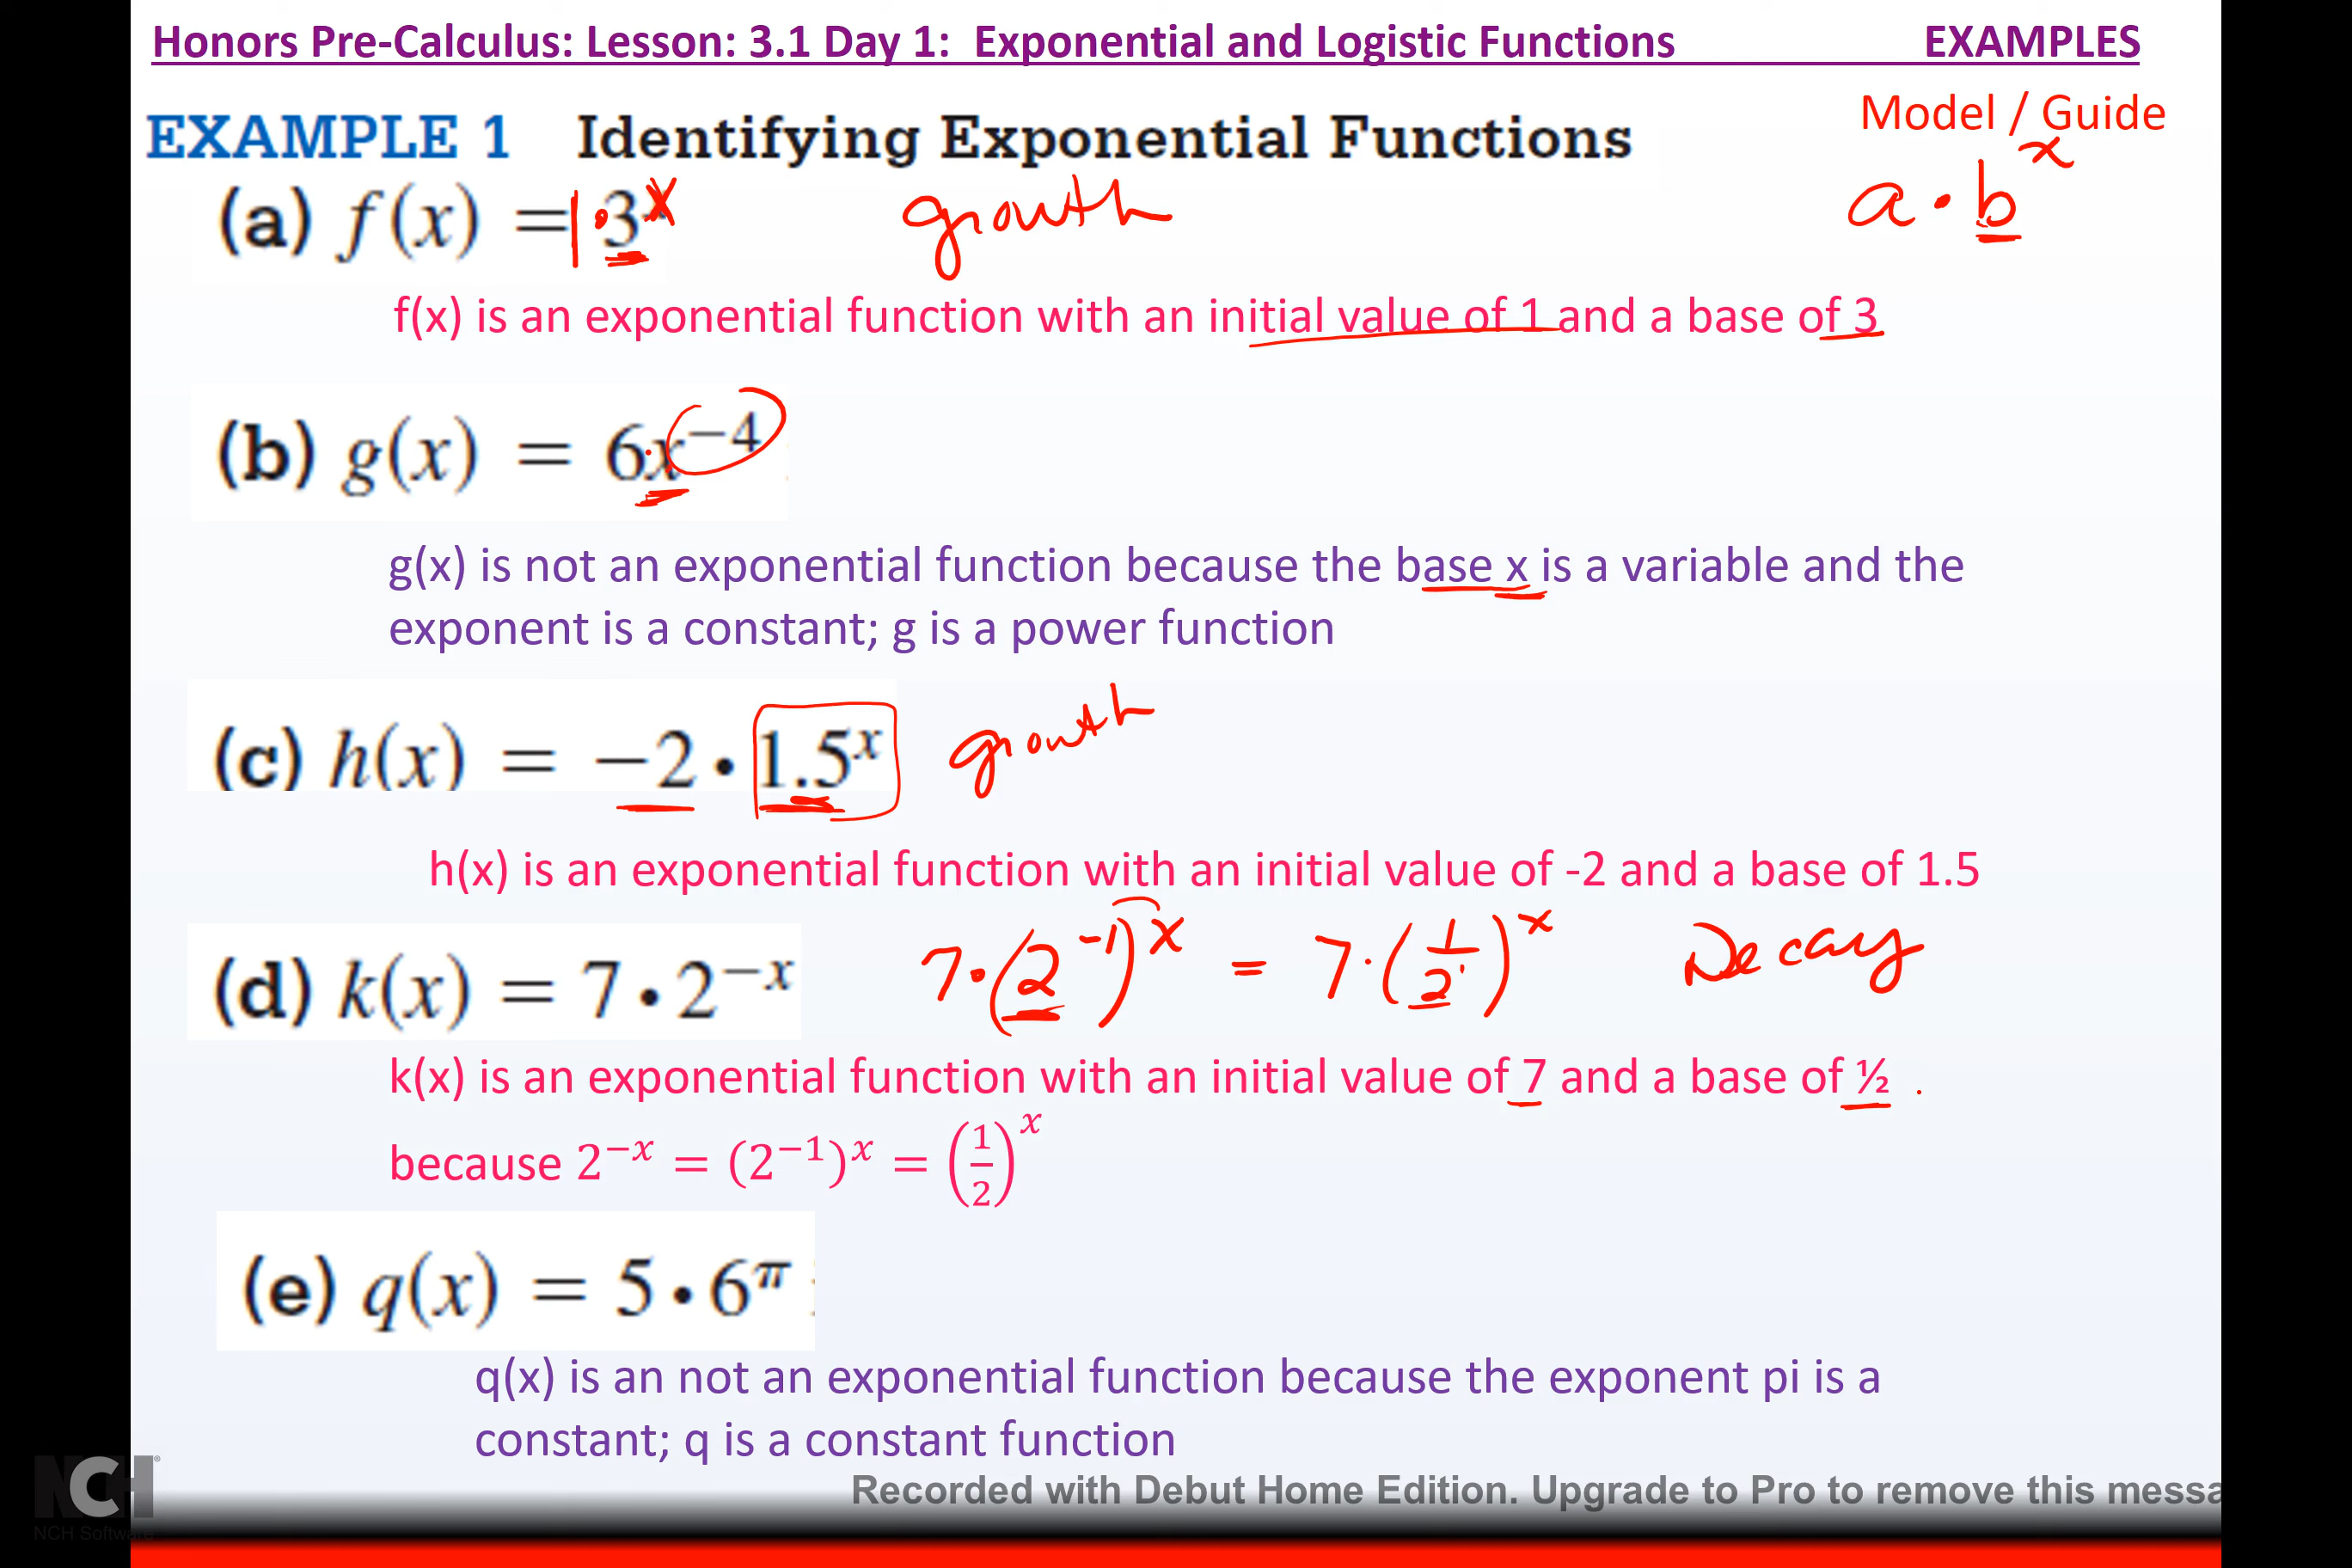 Honors Pre-Calculus: Lesson: 3.1 Day 1:  Exponential and Logistic Functions EXAMPLES
Model / Guide
EXAMPLE 1 Identifying Exponential Functions
a · b^x
(a) f(x) = 1 · 3^x growth
f(x) is an exponential function with an initial value of 1 and a base of 3
(b) g(x) = 6x^−4
g(x) is not an exponential function because the base x is a variable and the
exponent is a constant; g is a power function
(c) h(x) = −2 • 1.5^x growth
h(x) is an exponential function with an initial value of -2 and a base of 1.5
(d) k(x) = 7 • 2^−x 7 · (2^-1)^x = 7 · (1/2)^x Decay
k(x) is an exponential function with an initial value of 7 and a base of ½
because 2^−x = (2^−1)^x = (1/2)^x
(e) q(x) = 5 • 6^π
q(x) is an not an exponential function because the exponent pi is a
constant; q is a constant function
Recorded with Debut Home Edition. Upgrade to Pro to remove this messa
NCH
NCH Software